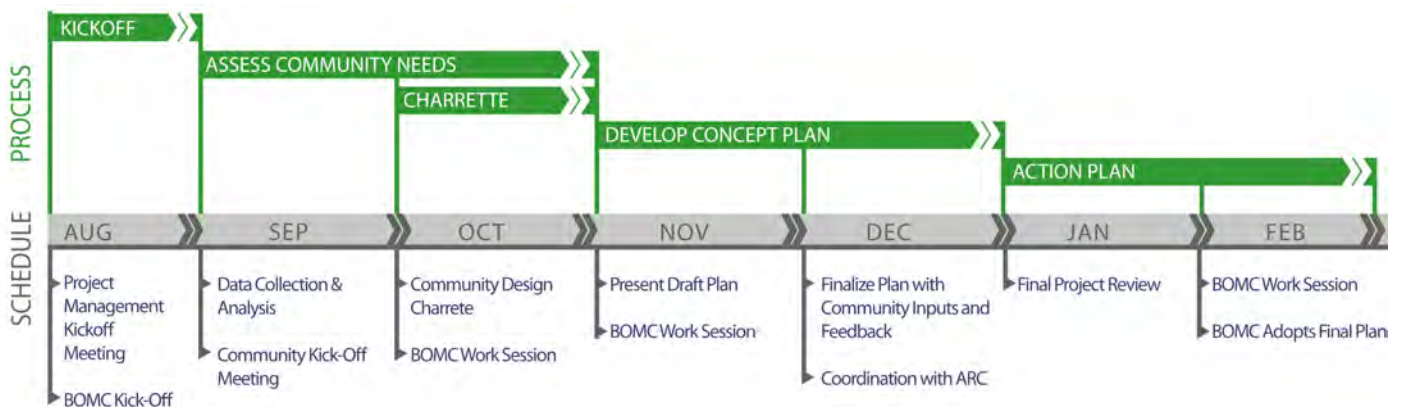 KICKOFF
ASSESS COMMUNITY NEEDS
CHARRETTE
DEVELOP CONCEPT PLAN
ACTION PLAN
PROCESS
SCHEDULE
AUG
SEP
OCT
NOV
DEC
JAN
FEB
Project
Management
Kickoff
Meeting
BOMC Kick-Off
Data Collection &
Analysis
Community Kick-Off
Meeting
Community Design
Charrete
BOMC Work Session
Present Draft Plan
BOMC Work Session
Finalize Plan with
Community Inputs and
Feedback
Coordination with ARC
Final Project Review
BOMC Work Session
BOMC Adopts Final Plan